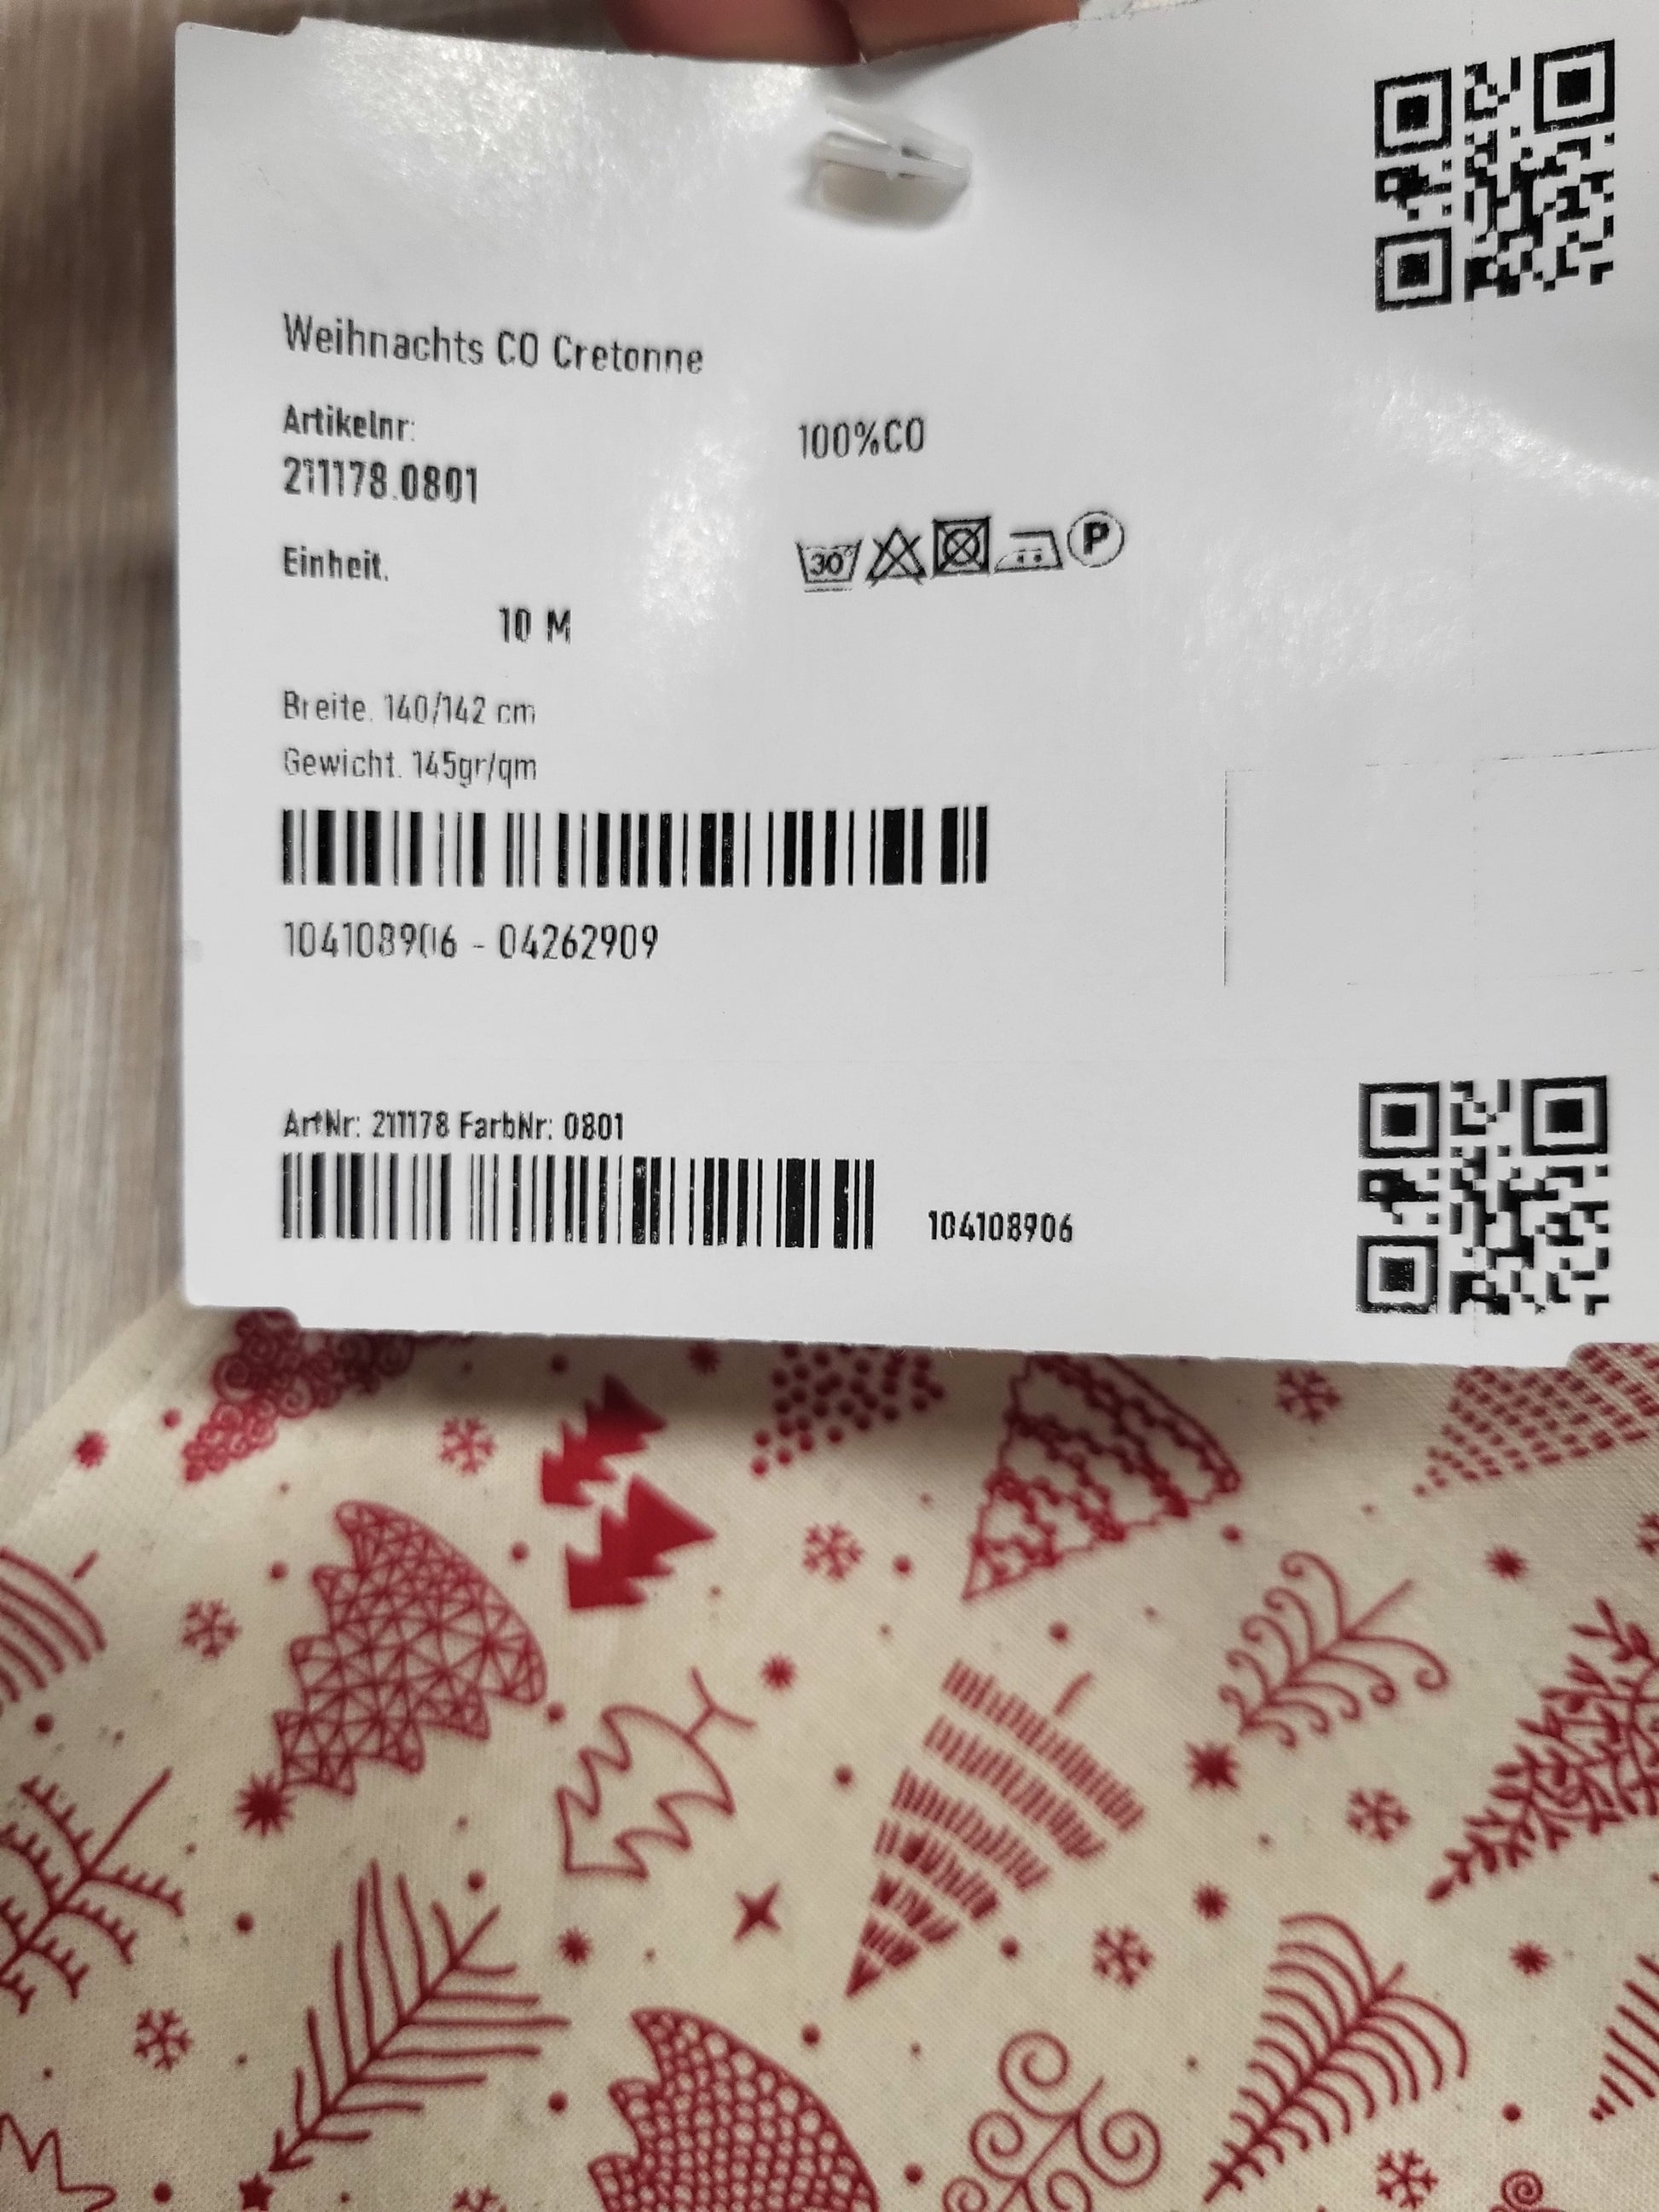 Weihnachts CO Cretonne
Artikelnr:
211178.0801
100%CO
Einheit.
30°
P
10 M
Breite. 140/142 cm
Gewicht. 145gr/qm
104108906 - 04262909
ArtNr: 211178 FarbNr: 0801
104108906